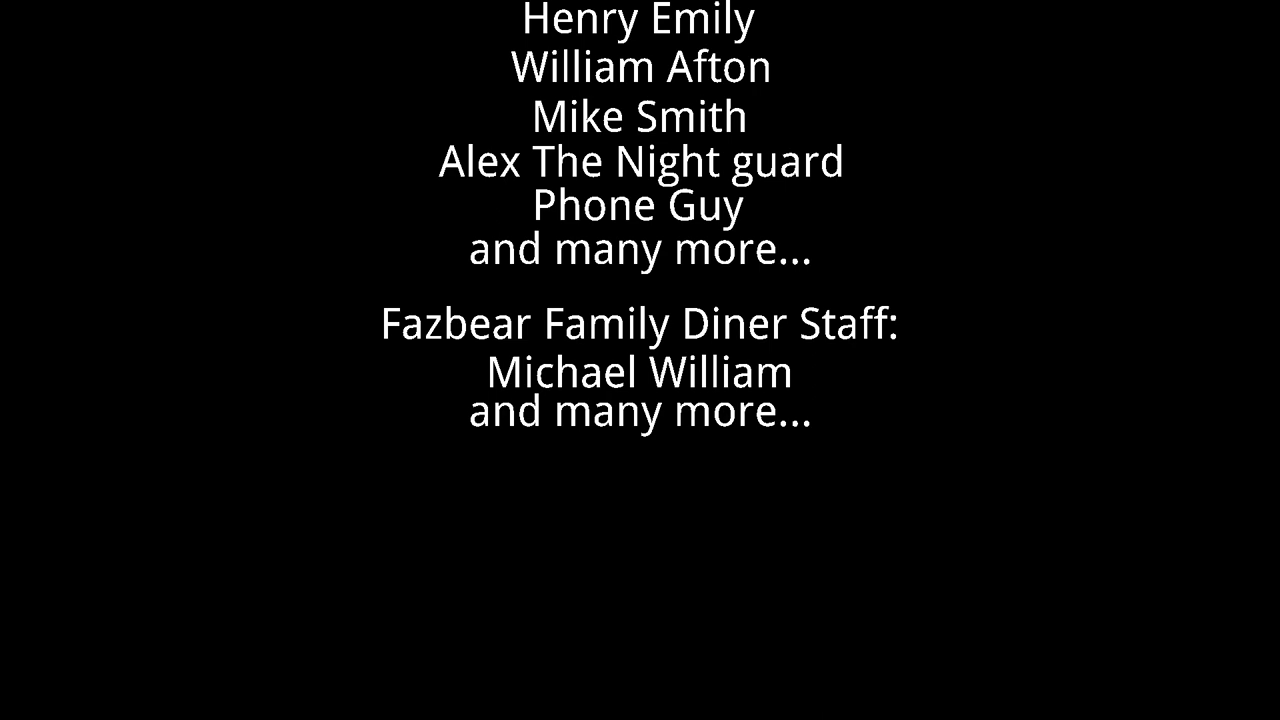 Henry Emily
William Afton
Mike Smith
Alex The Night guard
Phone Guy
and many more...
Fazbear Family Diner Staff:
Michael William
and many more...